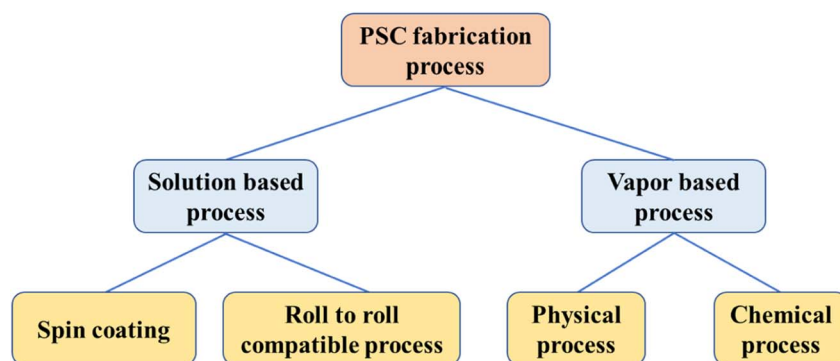 PSC fabrication
process
Solution based
process
Vapor based
process
Spin coating
Roll to roll
compatible process
Physical
process
Chemical
process